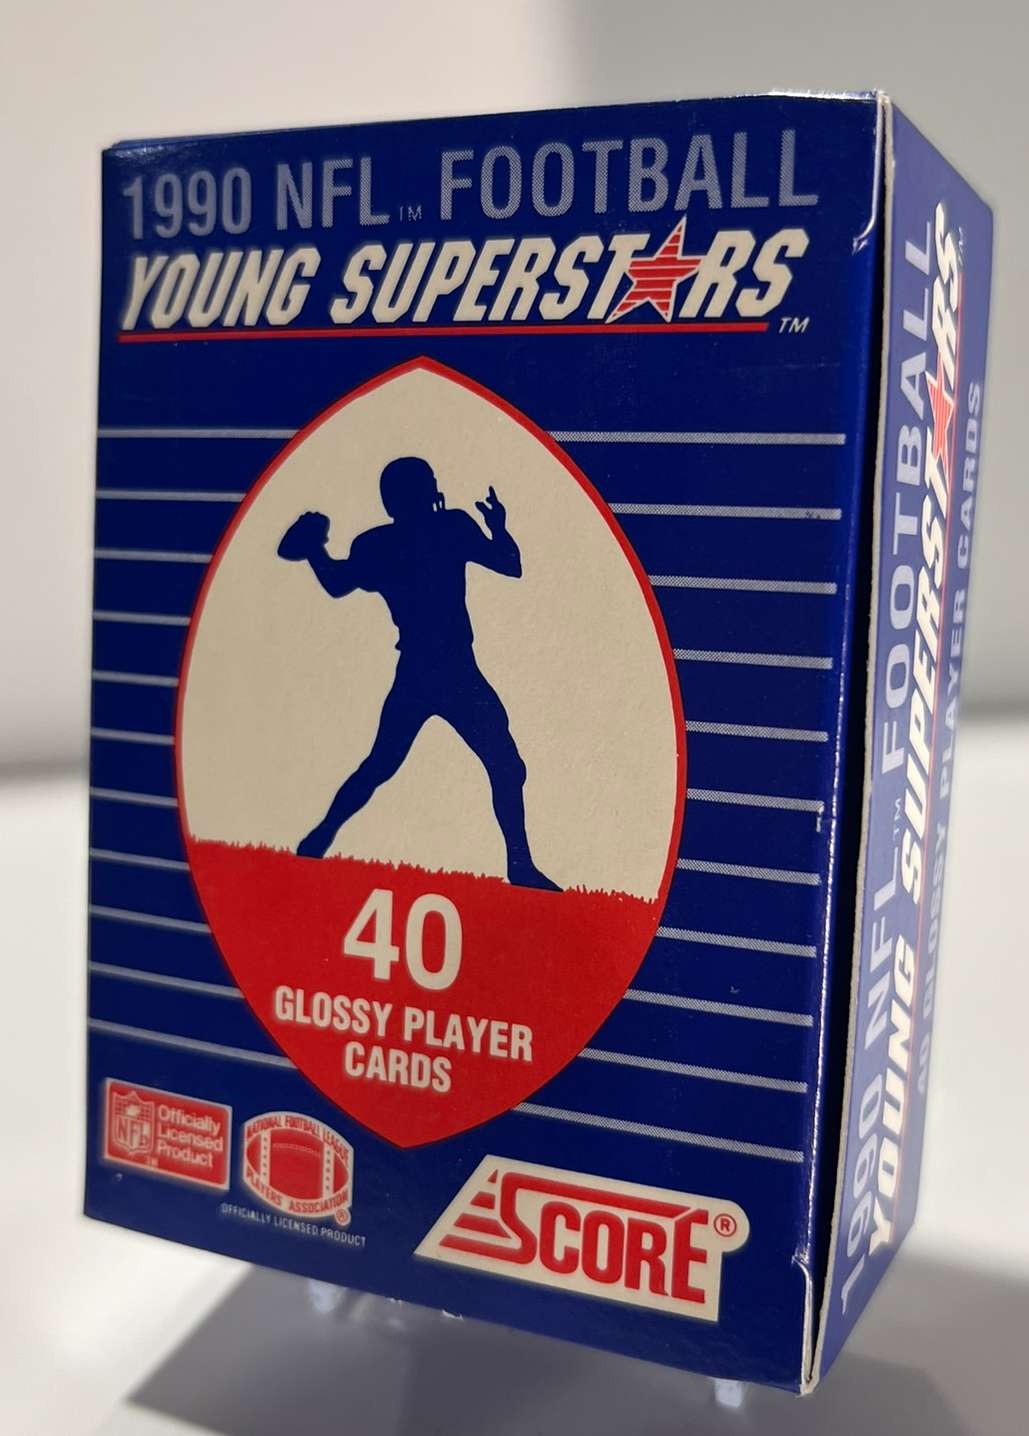 1990 NFL™ FOOTBALL
YOUNG SUPERSTARS™
40
GLOSSY PLAYER
CARDS
NFL
Officially
Licensed
Product
TM
NATIONAL FOOTBALL LEAGUE
PLAYERS ASSOCIATION
®
OFFICIALLY LICENSED PRODUCT
SCORE®
1990 NFL™ FOOTBALL
YOUNG SUPERSTARS™
40 GLOSSY PLAYER CARDS